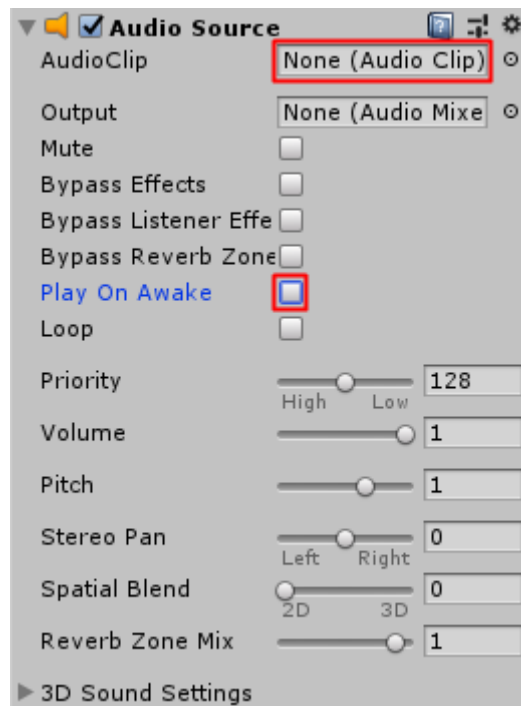 Audio Source
AudioClip None (Audio Clip)
Output None (Audio Mixe
Mute
Bypass Effects
Bypass Listener Effe
Bypass Reverb Zone
Play On Awake
Loop
Priority 128
High Low
Volume 1
Pitch 1
Stereo Pan 0
Left Right
Spatial Blend 0
2D 3D
Reverb Zone Mix 1
3D Sound Settings